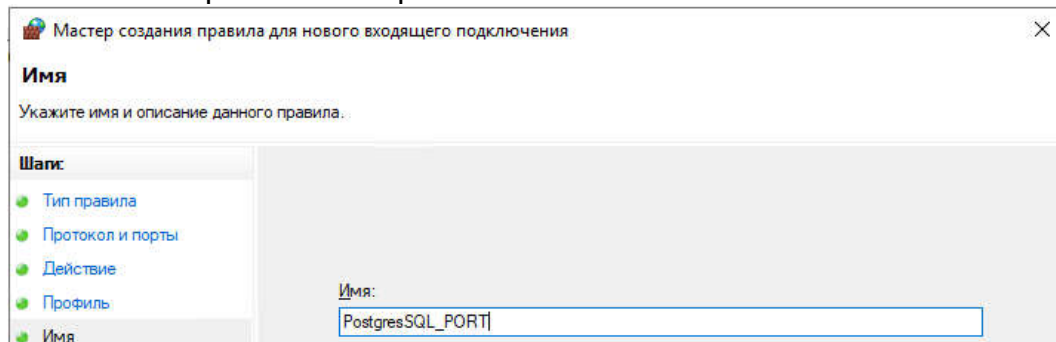 Мастер создания правила для нового входящего подключения
Имя
Укажите имя и описание данного правила.
Шаги:
Тип правила
Протокол и порты
Действие
Профиль
Имя
Имя:
PostgresSQL_PORT